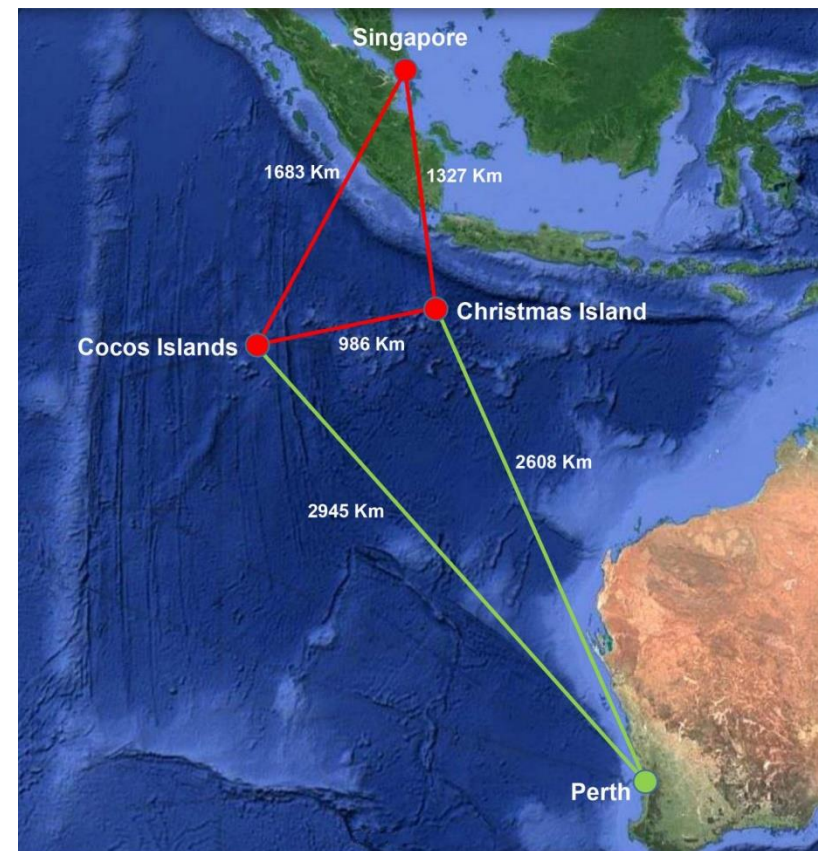 Singapore
1683 Km
1327 Km
Christmas Island
Cocos Islands
986 Km
2608 Km
2945 Km
Perth